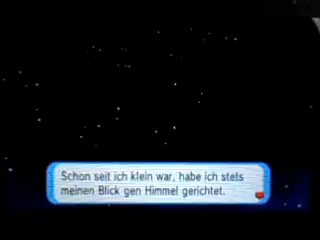 Schon seit ich klein war, habe ich stets
meinen Blick gen Himmel gerichtet.